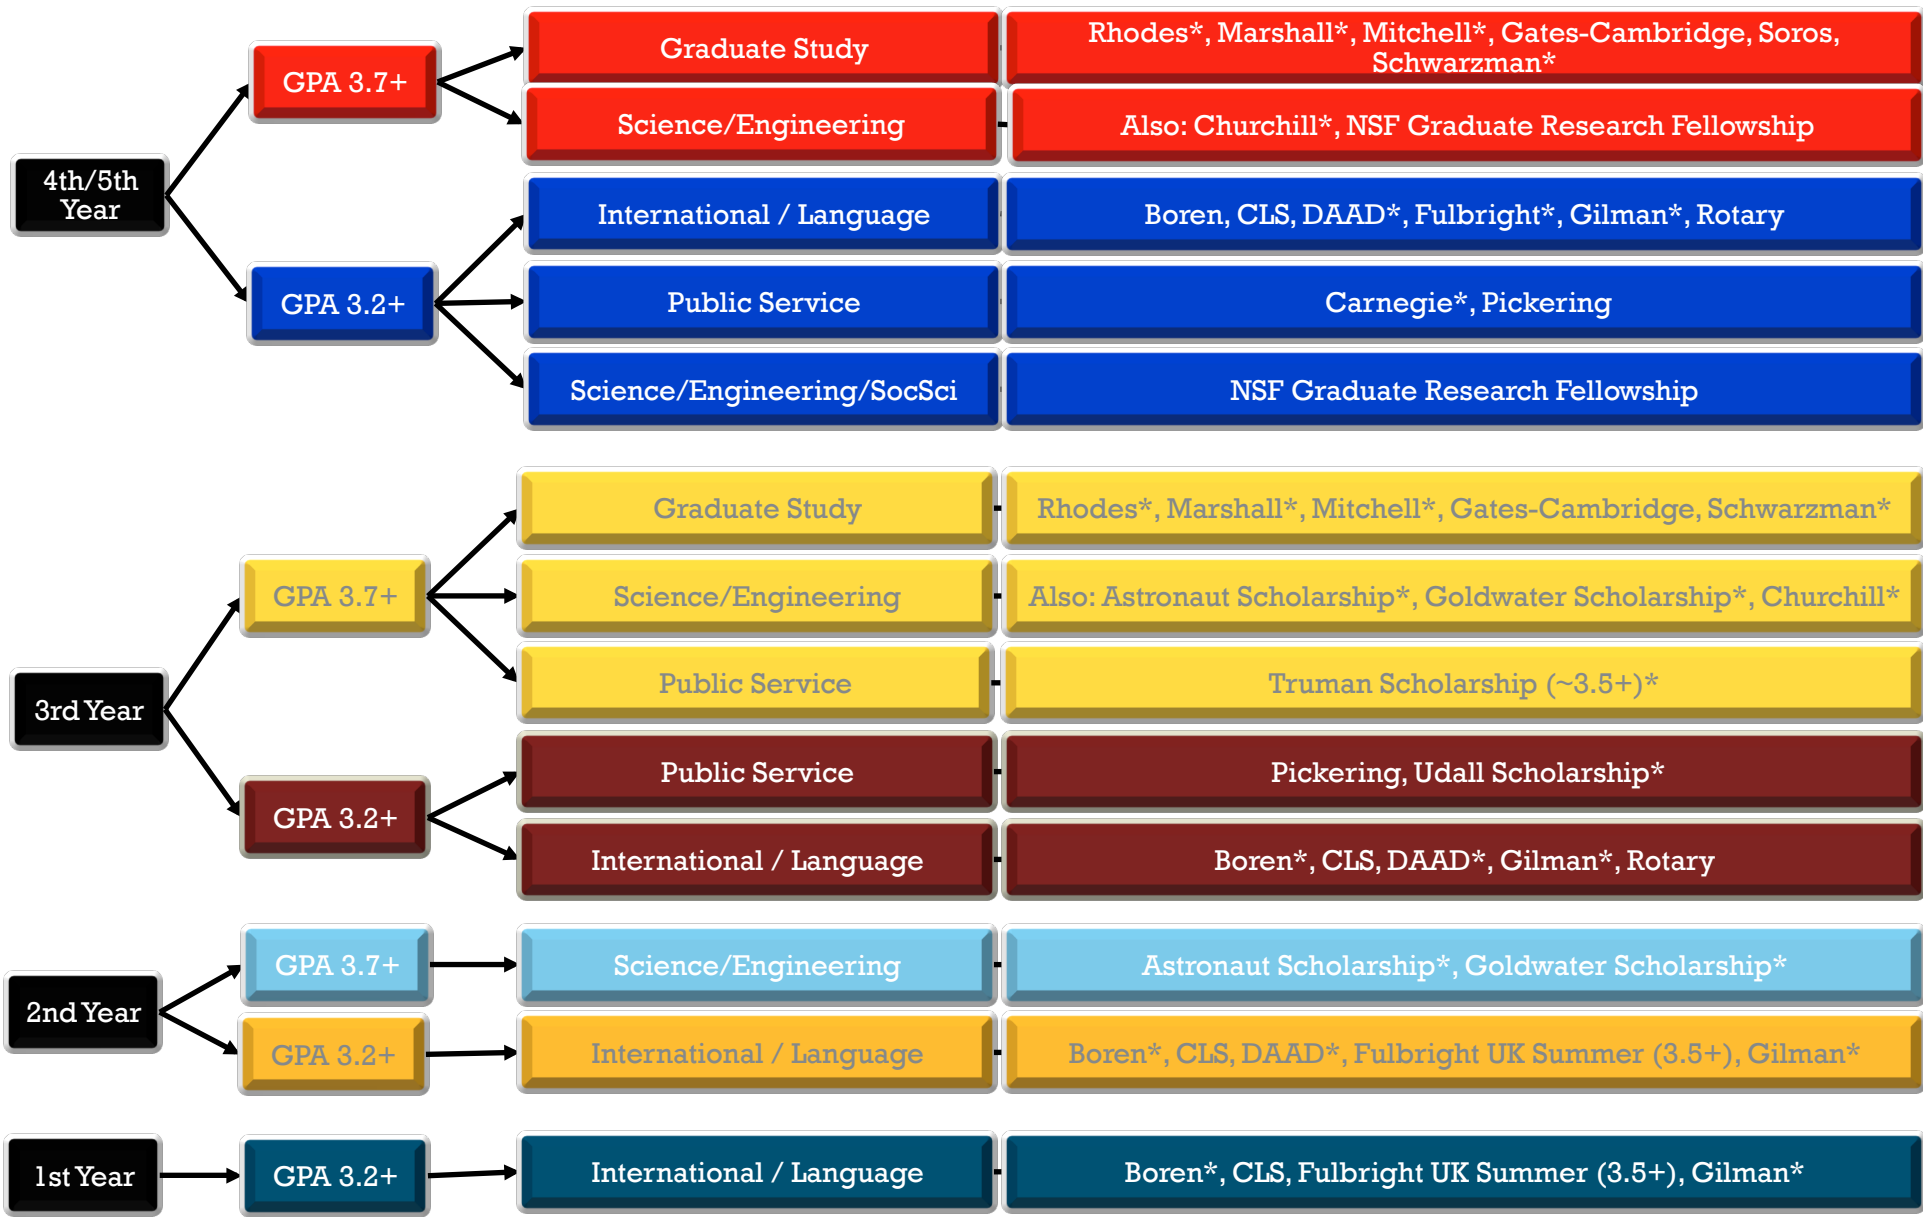 4th/5th
Year
GPA 3.7+
Graduate Study
Rhodes*, Marshall*, Mitchell*, Gates-Cambridge, Soros,
Schwarzman*
Science/Engineering
Also: Churchill*, NSF Graduate Research Fellowship
GPA 3.2+
International / Language
Boren, CLS, DAAD*, Fulbright*, Gilman*, Rotary
Public Service
Carnegie*, Pickering
Science/Engineering/SocSci
NSF Graduate Research Fellowship
3rd Year
GPA 3.7+
Graduate Study
Rhodes*, Marshall*, Mitchell*, Gates-Cambridge, Schwarzman*
Science/Engineering
Also: Astronaut Scholarship*, Goldwater Scholarship*, Churchill*
Public Service
Truman Scholarship (~3.5+)*
GPA 3.2+
Public Service
Pickering, Udall Scholarship*
International / Language
Boren*, CLS, DAAD*, Gilman*, Rotary
2nd Year
GPA 3.7+
Science/Engineering
Astronaut Scholarship*, Goldwater Scholarship*
GPA 3.2+
International / Language
Boren*, CLS, DAAD*, Fulbright UK Summer (3.5+), Gilman*
1st Year
GPA 3.2+
International / Language
Boren*, CLS, Fulbright UK Summer (3.5+), Gilman*